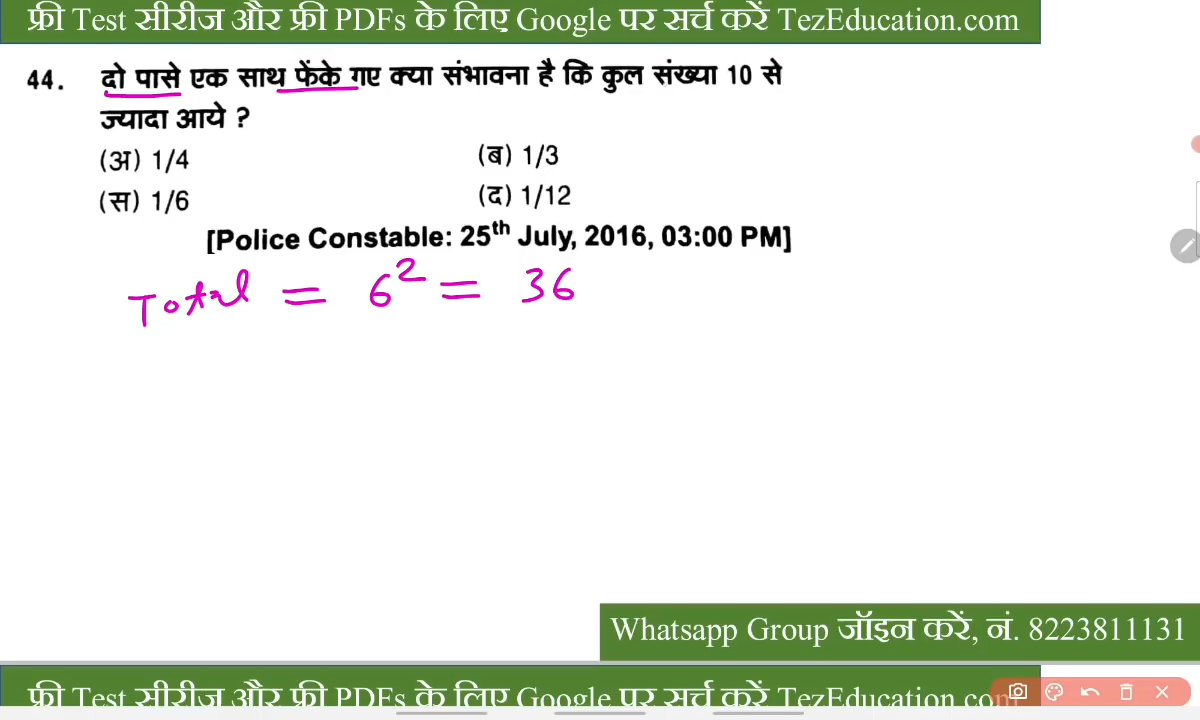 फ्री Test सीरीज और फ्री PDFs के लिए Google पर सर्च करें TezEducation.com
44. दो पासे एक साथ फेंके गए क्या संभावना है कि कुल संख्या 10 से
ज्यादा आये ?
(अ) 1/4 (ब) 1/3
(स) 1/6 (द) 1/12
[Police Constable: 25th July, 2016, 03:00 PM]
Total = 6² = 36
Whatsapp Group जॉइन करें, नं. 8223811131
फ्री Test सीरीज और फ्री PDFs के लिए Google पर सर्च करें TezEducation.com